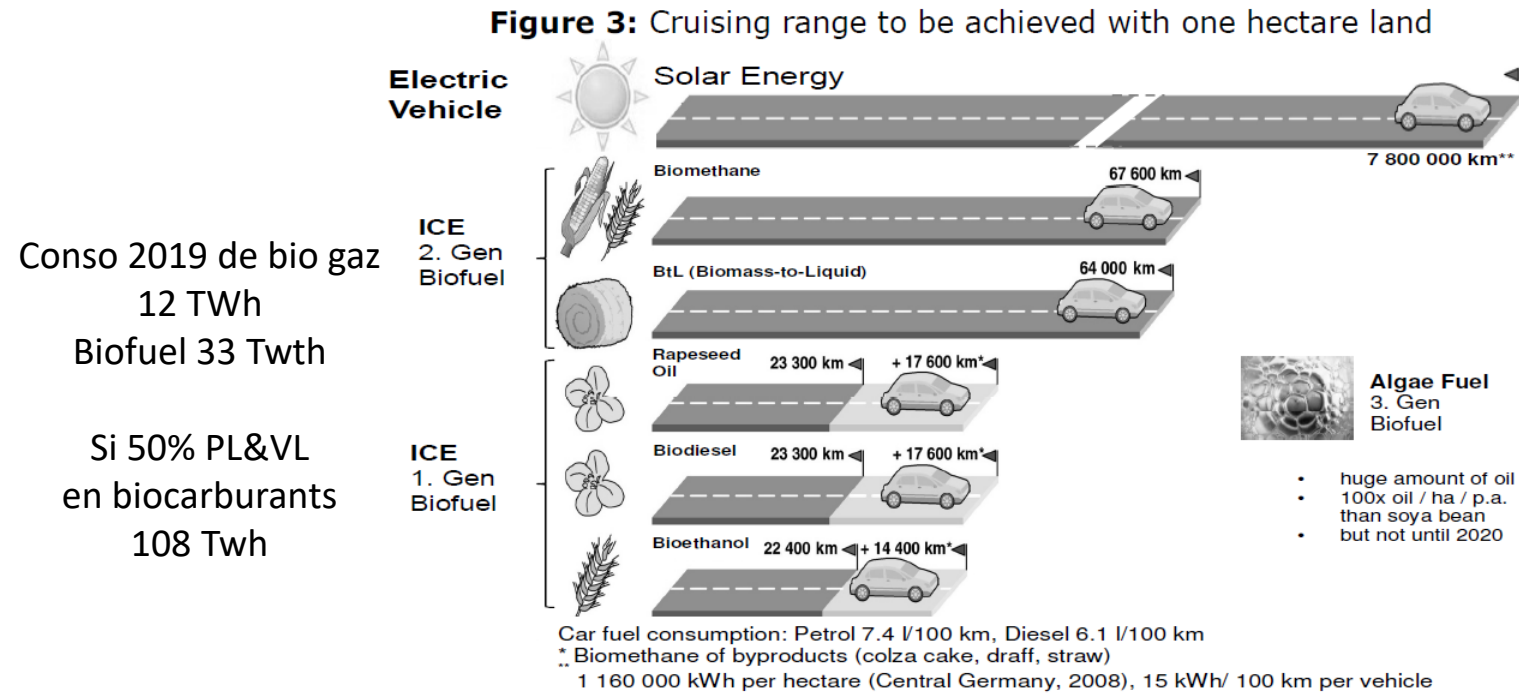 Figure 3: Cruising range to be achieved with one hectare land
Electric
Vehicle
Solar Energy
7 800 000 km**
Conso 2019 de bio gaz
12 TWh
Biofuel 33 Twth
Si 50% PL&VL
en biocarburants
108 Twh
ICE
2. Gen
Biofuel
Biomethane
67 600 km
BtL (Biomass-to-Liquid)
64 000 km
ICE
1. Gen
Biofuel
Rapeseed
Oil
23 300 km
+ 17 600 km*
Biodiesel
23 300 km
+ 17 600 km*
Bioethanol
22 400 km
+ 14 400 km*
Algae Fuel
3. Gen
Biofuel
• huge amount of oil
• 100x oil / ha / p.a.
than soya bean
• but not until 2020
Car fuel consumption: Petrol 7.4 l/100 km, Diesel 6.1 l/100 km
* Biomethane of byproducts (colza cake, draff, straw)
** 1 160 000 kWh per hectare (Central Germany, 2008), 15 kWh/ 100 km per vehicle